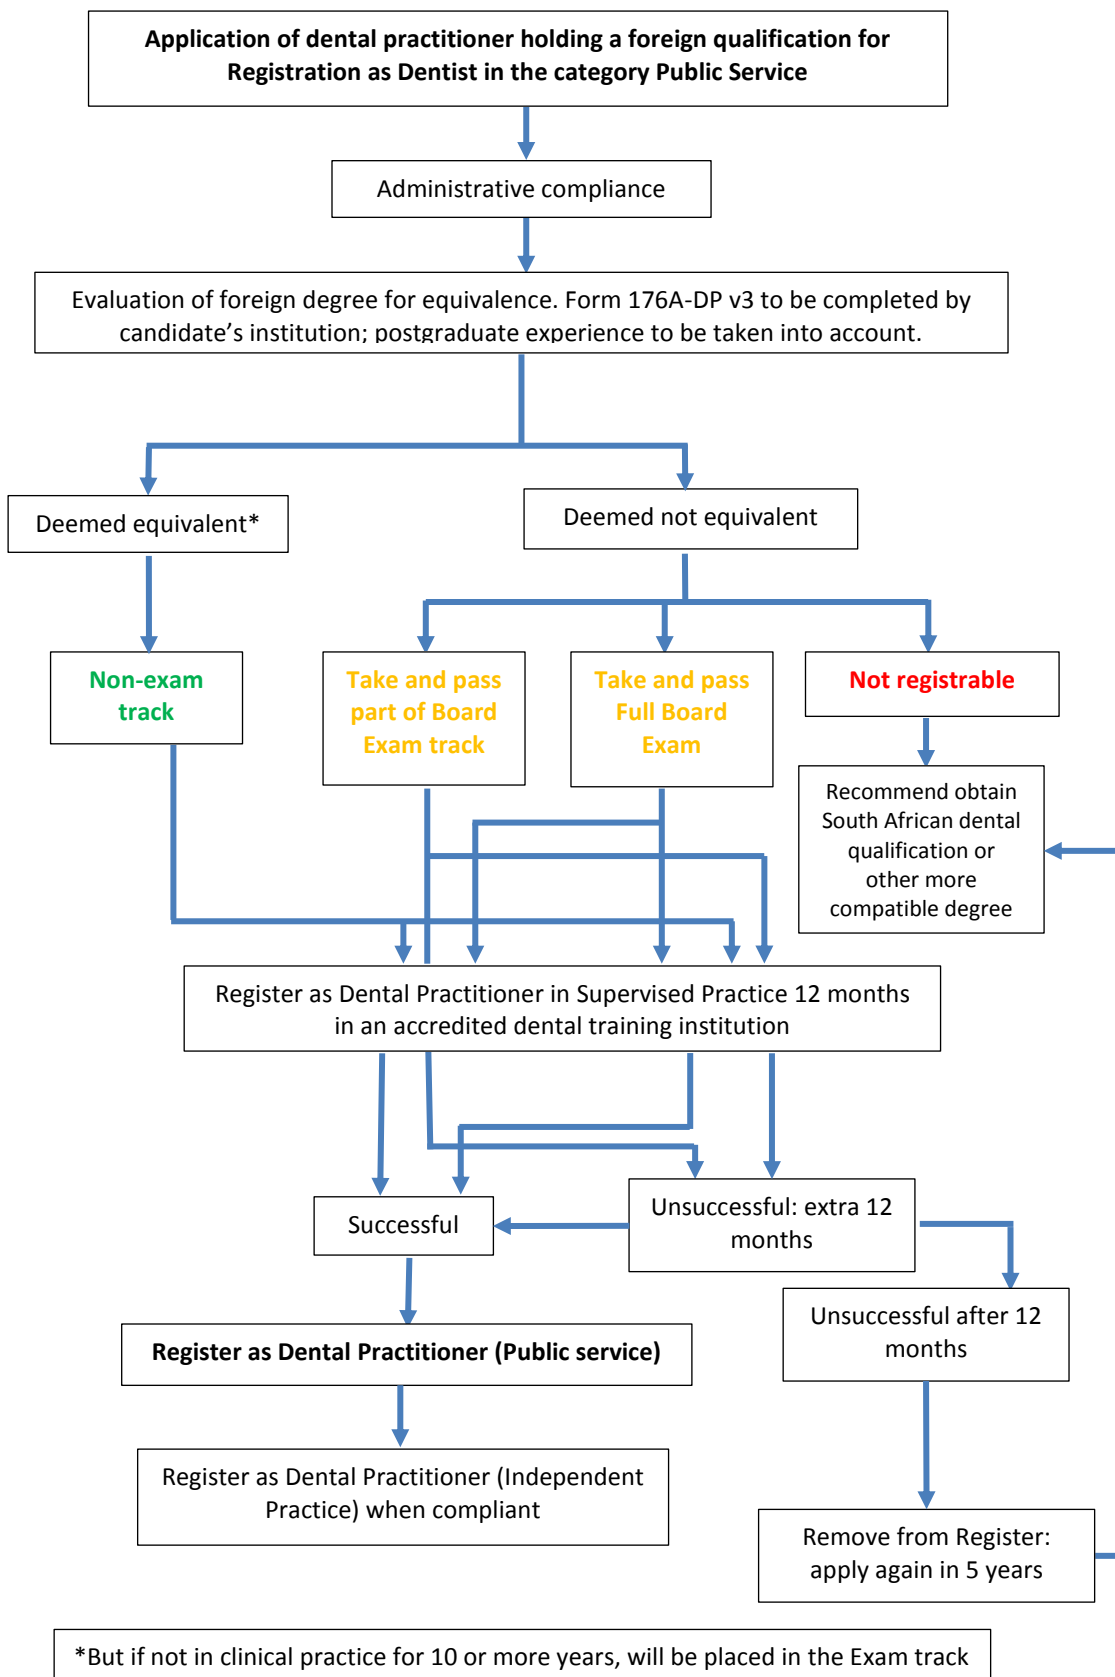 Application of dental practitioner holding a foreign qualification for
Registration as Dentist in the category Public Service
Administrative compliance
Evaluation of foreign degree for equivalence. Form 176A-DP v3 to be completed by
candidate’s institution; postgraduate experience to be taken into account.
Deemed equivalent*
Deemed not equivalent
Non-exam
track
Take and pass
part of Board
Exam track
Take and pass
Full Board
Exam
Not registrable
Recommend obtain
South African dental
qualification or
other more
compatible degree
Register as Dental Practitioner in Supervised Practice 12 months
in an accredited dental training institution
Successful
Unsuccessful: extra 12
months
Unsuccessful after 12
months
Register as Dental Practitioner (Public service)
Register as Dental Practitioner (Independent
Practice) when compliant
Remove from Register:
apply again in 5 years
*But if not in clinical practice for 10 or more years, will be placed in the Exam track